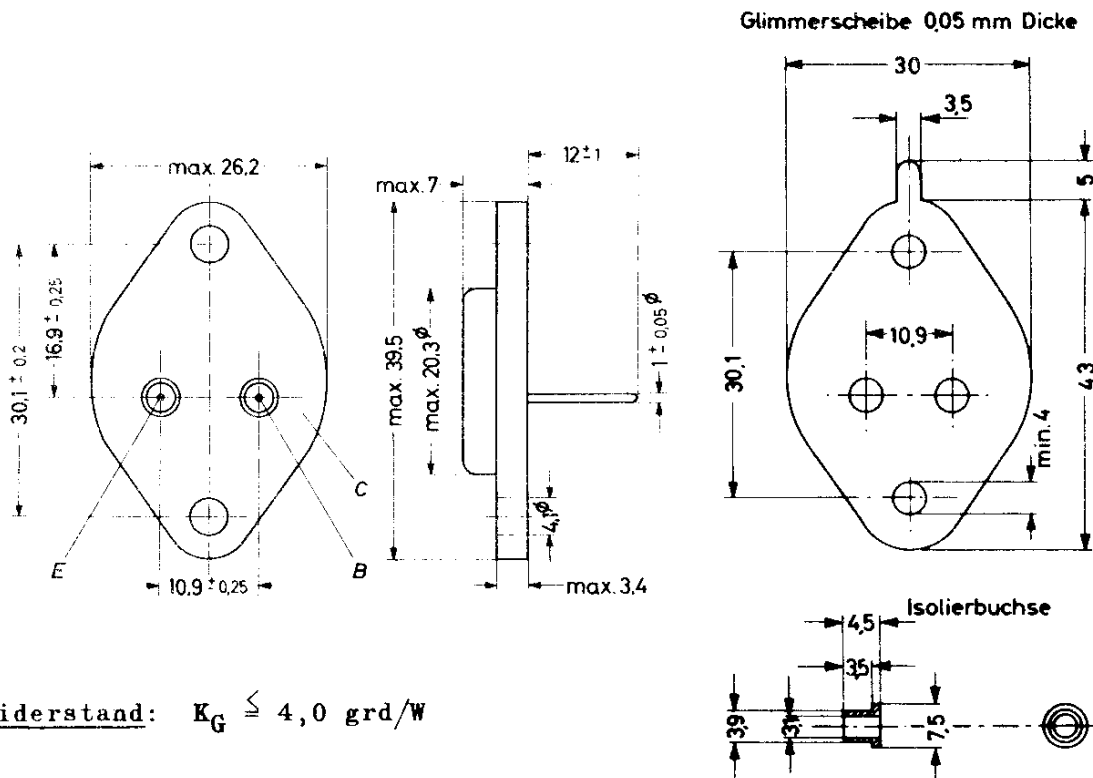 Glimmerscheibe 0,05 mm Dicke
30
3,5
5
43
30,1
10,9
min. 4
max. 26,2
30,1 ± 0,2
16,9 ± 0,25
10,9 ± 0,25
E
B
C
12 ± 1
max. 7
max. 39,5
max. 20,3 ⌀
1 ± 0,05 ⌀
4,1 ⌀
max. 3,4
Isolierbuchse
4,5
3,5
3,9
3,1
7,5
iderstand: K_G ≦ 4,0 grd/W